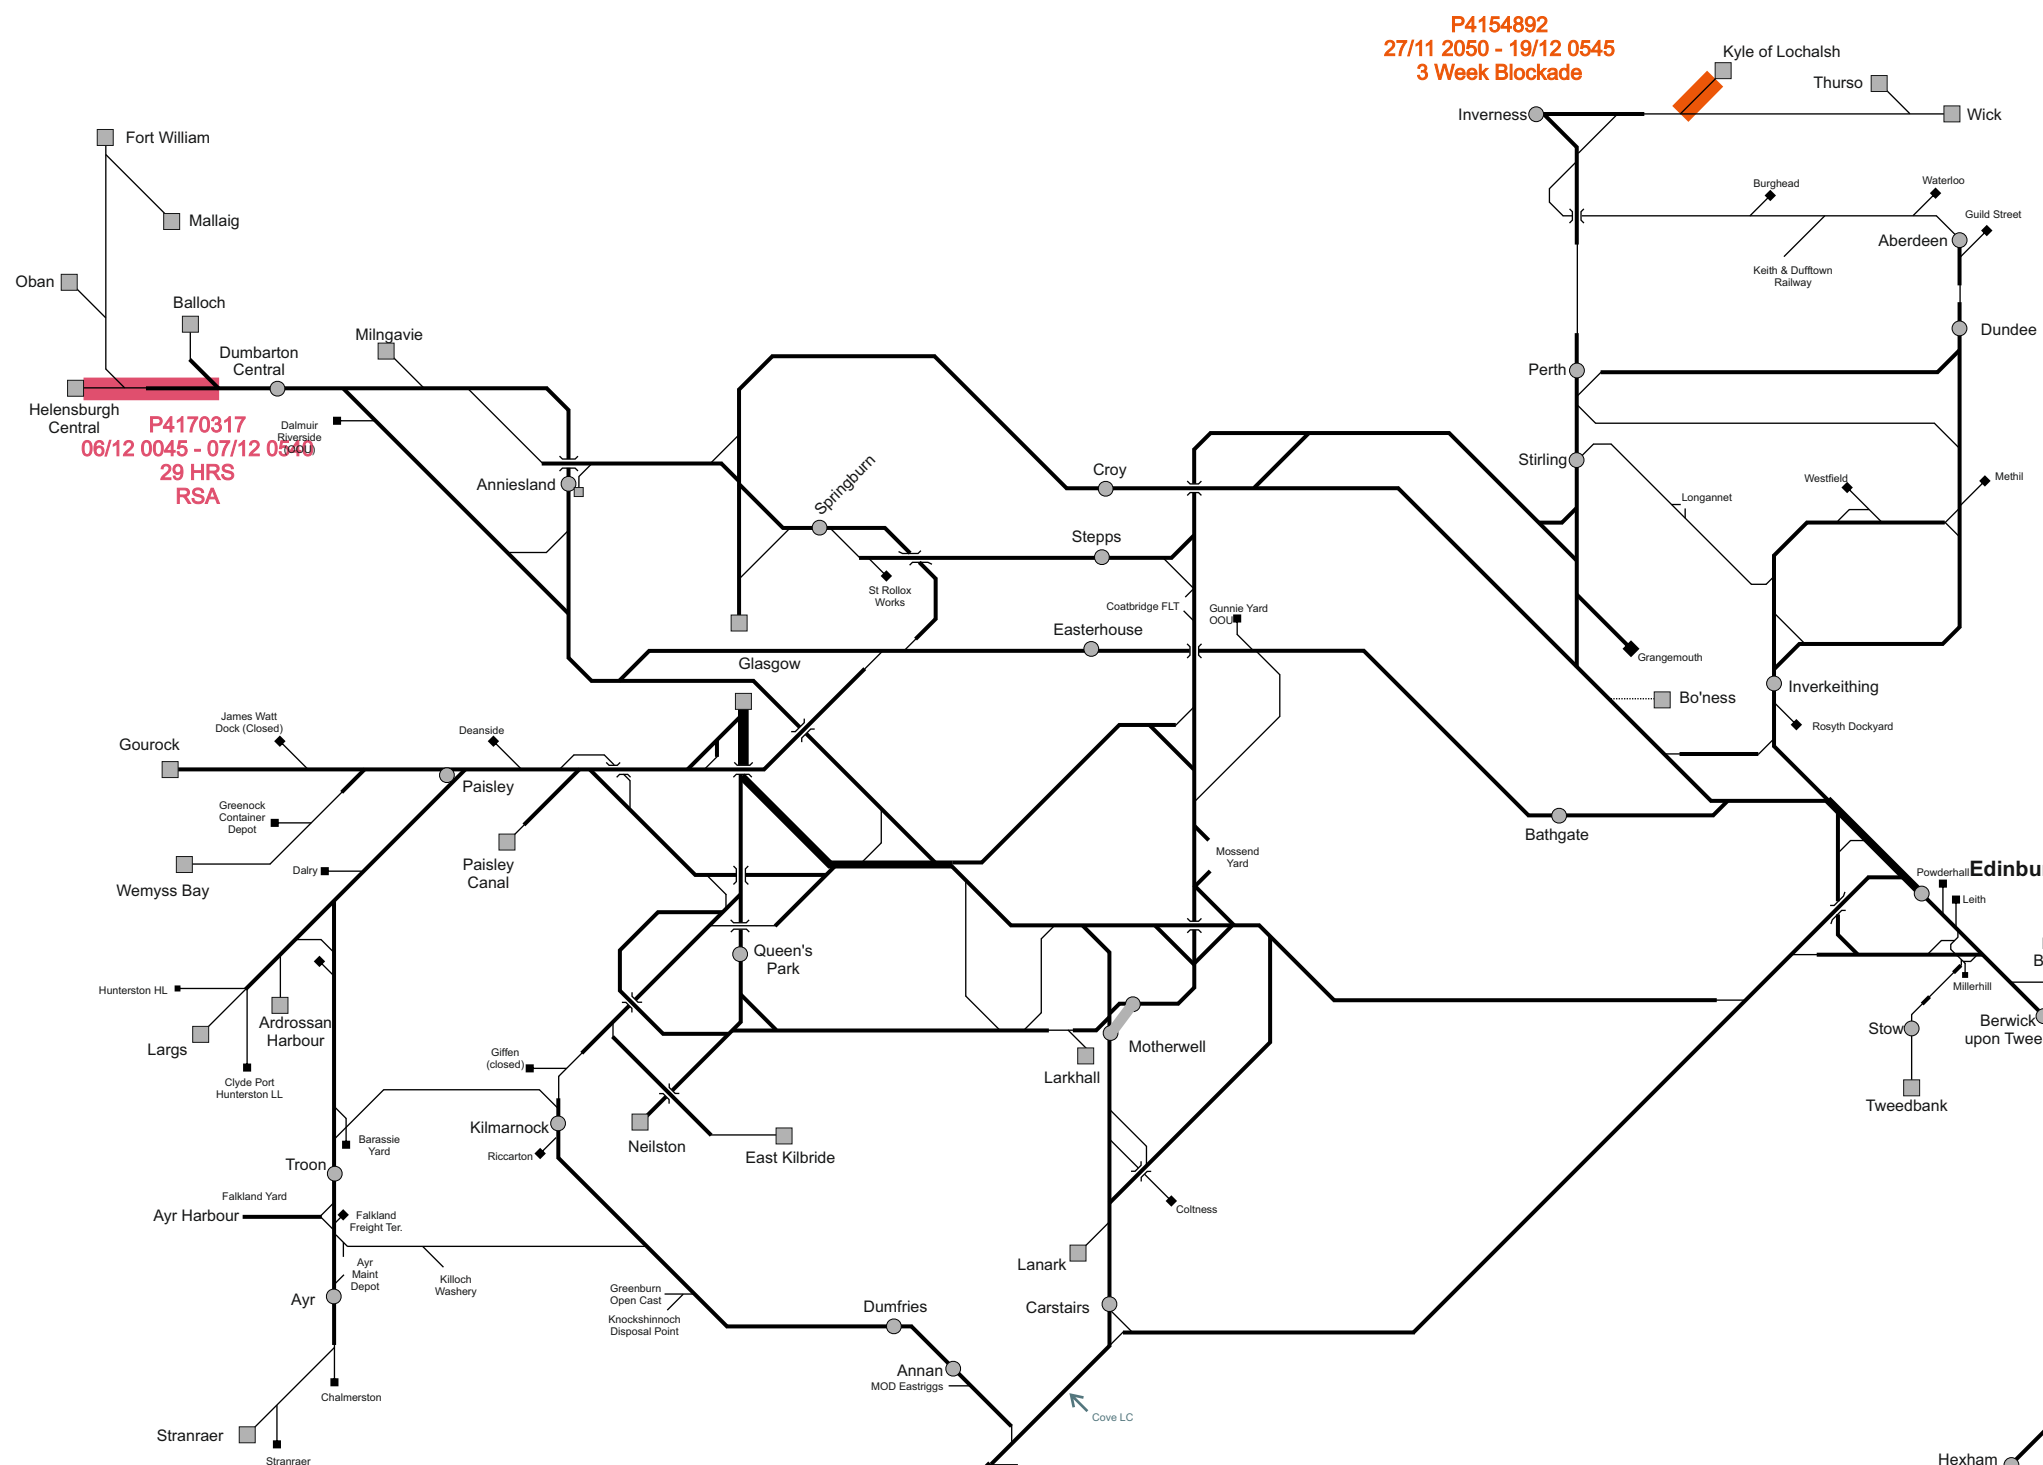 P4154892
27/11 2050 - 19/12 0545
3 Week Blockade
Kyle of Lochalsh
Thurso
Inverness
Wick
Fort William
Mallaig
Burghead
Waterloo
Guild Street
Aberdeen
Keith & Dufftown
Railway
Oban
Balloch
Dumbarton
Central
Milngavie
Dundee
Perth
Helensburgh
Central
P4170317
06/12 0045 - 07/12 0540
29 HRS
RSA
Dalmuir
Riverside
(OOU)
Anniesland
Springburn
Croy
Stirling
Longannet
Westfield
Methil
Stepps
St Rollox
Works
Coatbridge FLT
Gunnie Yard
OOU
Easterhouse
Glasgow
Grangemouth
Bo'ness
Inverkeithing
Rosyth Dockyard
James Watt
Dock (Closed)
Deanside
Gourock
Paisley
Greenock
Container
Depot
Paisley
Canal
Wemyss Bay
Dalry
Bathgate
Mossend
Yard
Powderhall
Edinbu
Leith
Queen's
Park
Millerhill
B
Hunterston HL
Ardrossan
Harbour
Largs
Clyde Port
Hunterston LL
Giffen
(closed)
Motherwell
Larkhall
Stow
Berwick
upon Twee
Tweedbank
Kilmarnock
Riccarton
Neilston
East Kilbride
Barassie
Yard
Troon
Falkland Yard
Ayr Harbour
Falkland
Freight Ter.
Coltness
Ayr
Maint
Depot
Killoch
Washery
Lanark
Ayr
Greenburn
Open Cast
Knockshinnoch
Disposal Point
Dumfries
Carstairs
Annan
MOD Eastriggs
Chalmerston
Cove LC
Stranraer
Stranraer
Hexham